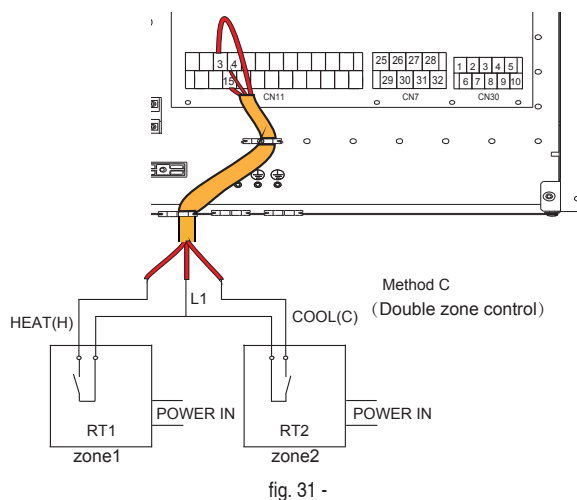 3 4
15
CN11
25 26 27 28
29 30 31 32
CN7
1 2 3 4 5
6 7 8 9 10
CN30
Method C
(Double zone control)
HEAT(H)
L1
COOL(C)
RT1
POWER IN
zone1
RT2
POWER IN
zone2
fig. 31 -